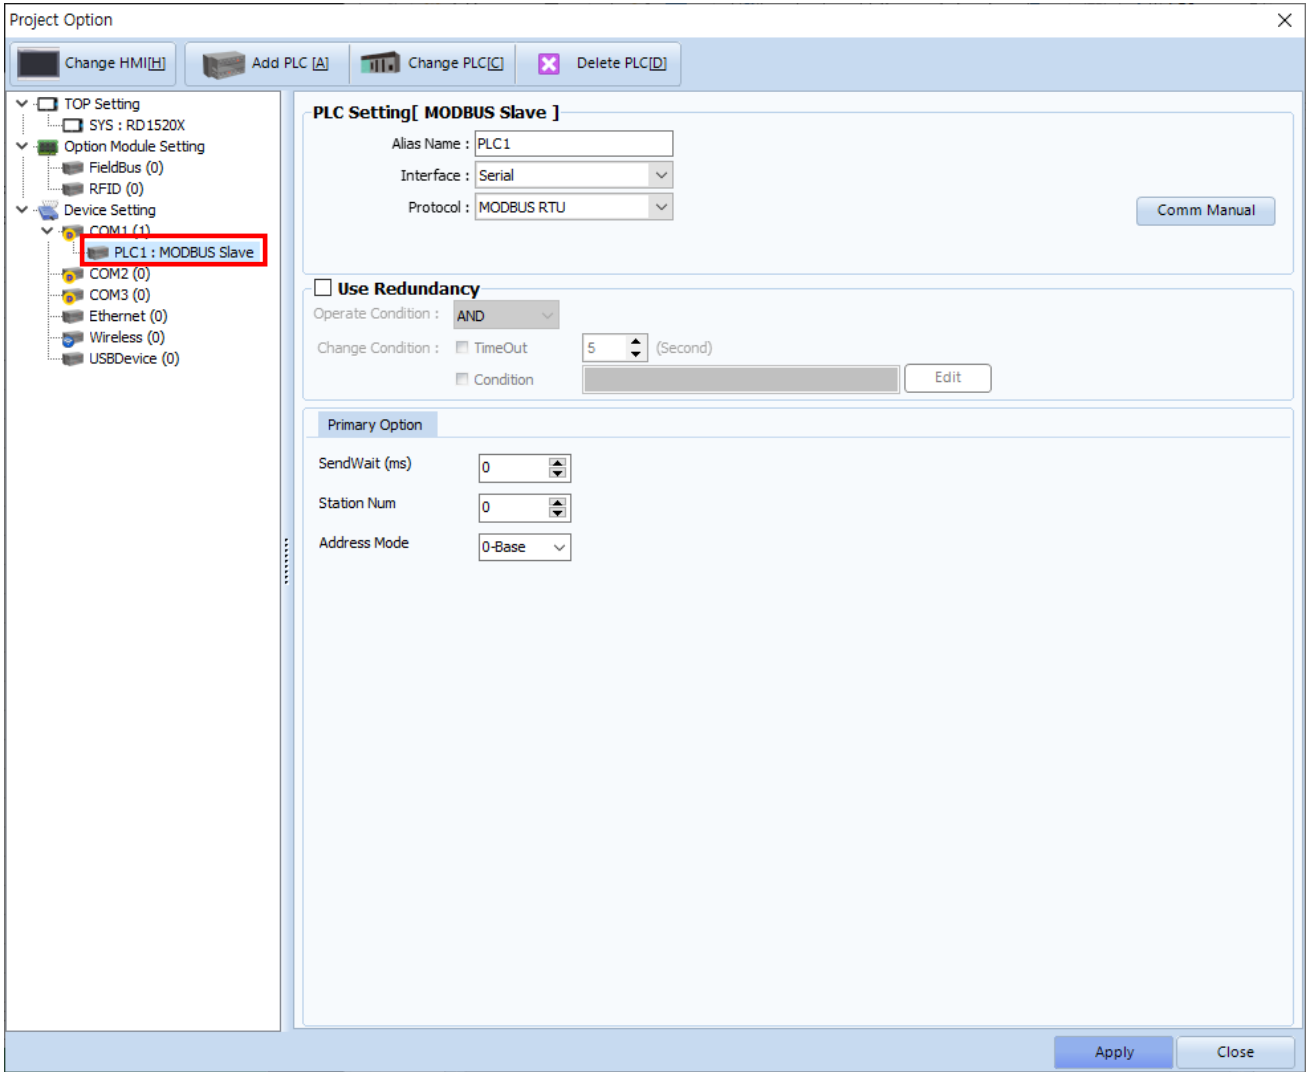 Project Option
Change HMI[H]
Add PLC [A]
Change PLC[C]
Delete PLC[D]
TOP Setting
SYS : RD1520X
Option Module Setting
FieldBus (0)
RFID (0)
Device Setting
COM1 (1)
PLC1 : MODBUS Slave
COM2 (0)
COM3 (0)
Ethernet (0)
Wireless (0)
USBDevice (0)
PLC Setting[ MODBUS Slave ]
Alias Name : PLC1
Interface : Serial
Protocol : MODBUS RTU
Comm Manual
Use Redundancy
Operate Condition : AND
Change Condition : TimeOut 5 (Second)
Condition Edit
Primary Option
SendWait (ms) 0
Station Num 0
Address Mode 0-Base
Apply Close